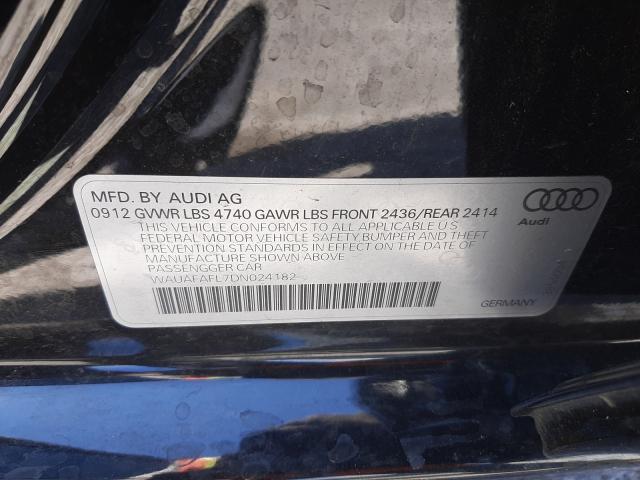 MFD. BY AUDI AG
0912 GVWR LBS 4740 GAWR LBS FRONT 2436/REAR 2414
THIS VEHICLE CONFORMS TO ALL APPLICABLE U S
FEDERAL MOTOR VEHICLE SAFETY, BUMPER AND THEFT
PREVENTION STANDARDS IN EFFECT ON THE DATE OF
MANUFACTURE SHOWN ABOVE
PASSENGGER CAR
WAUAFAFL7DN024182
Audi
GERMANY